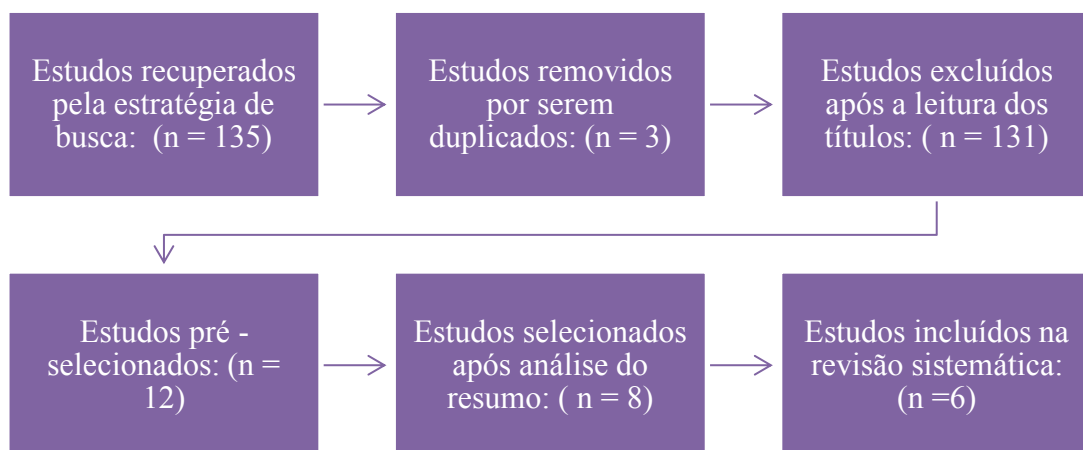 Estudos recuperados
pela estratégia de
busca:  (n = 135)
Estudos removidos
por serem
duplicados: (n = 3)
Estudos excluídos
após a leitura dos
títulos: ( n = 131)
Estudos pré -
selecionados: (n =
12)
Estudos selecionados
após análise do
resumo: ( n = 8)
Estudos incluídos na
revisão sistemática:
(n =6)